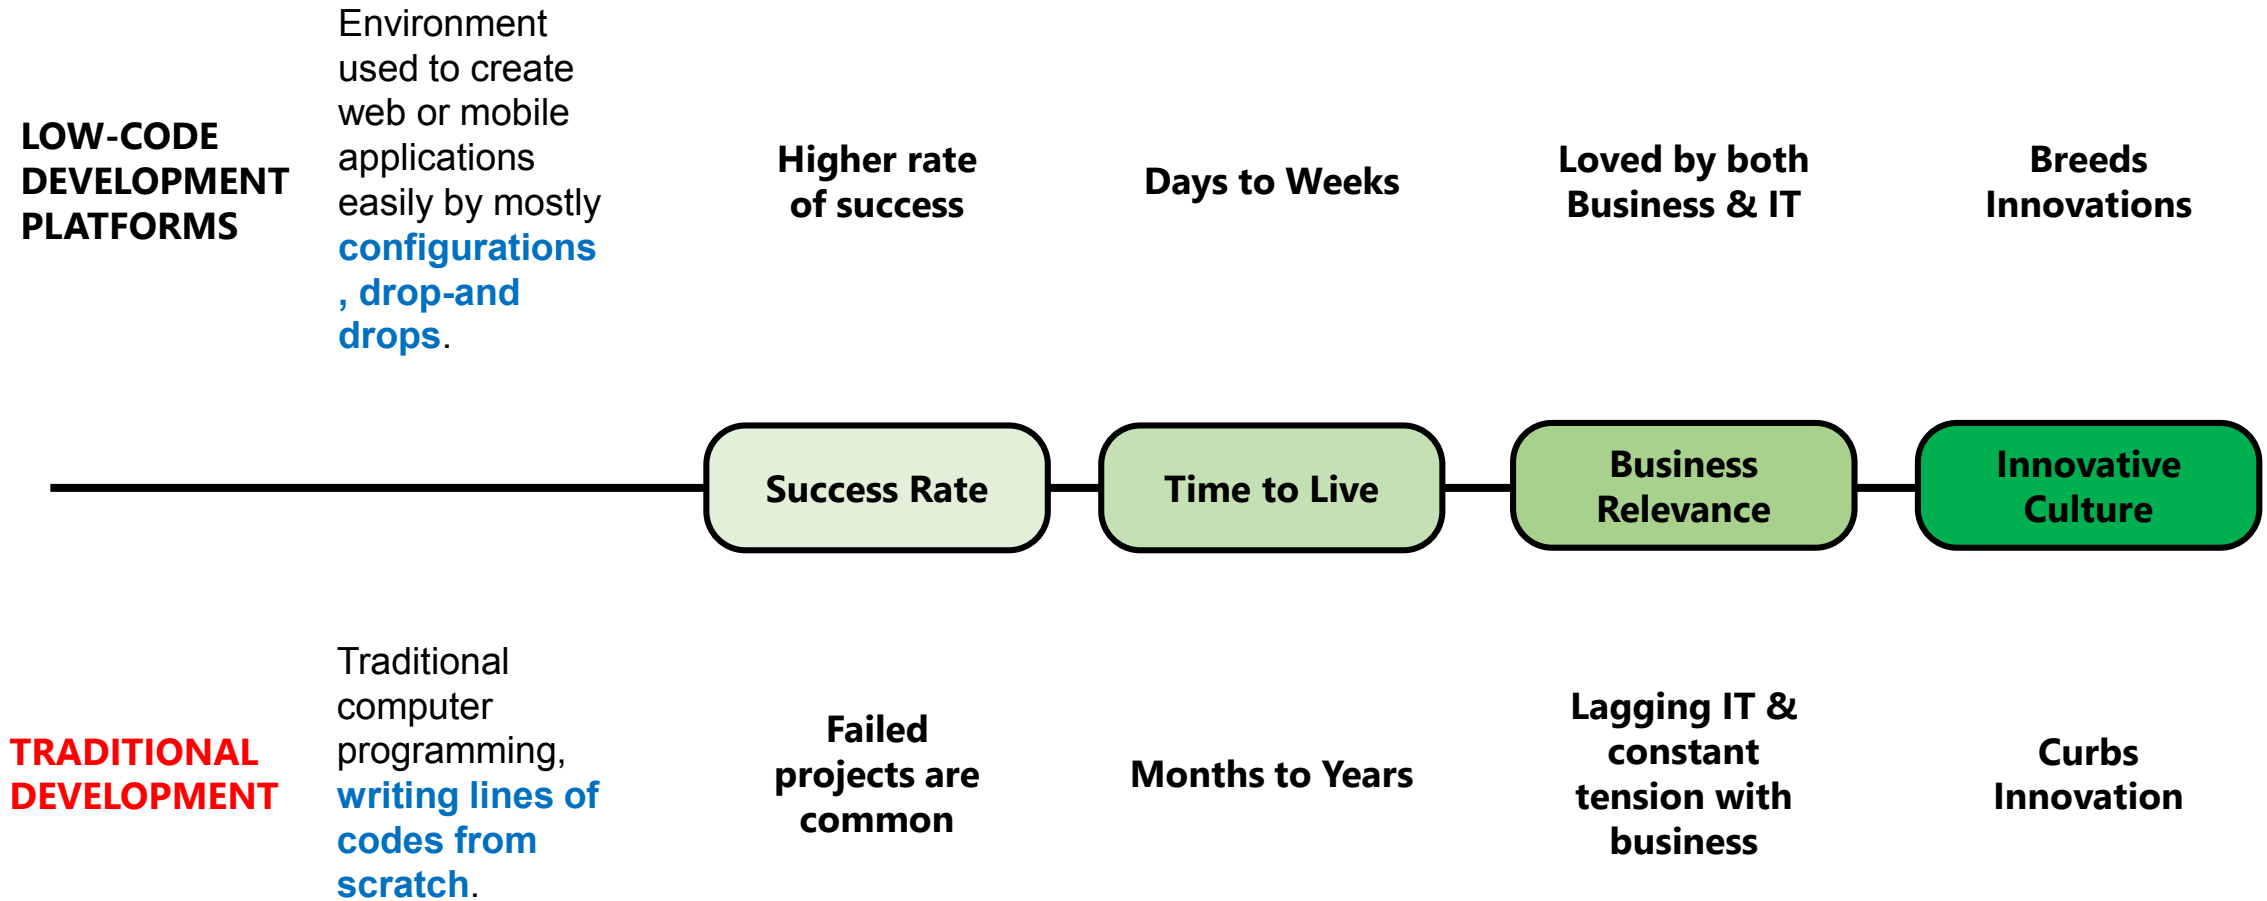 LOW-CODE
DEVELOPMENT
PLATFORMS
Environment
used to create
web or mobile
applications
easily by mostly
configurations
, drop-and
drops.
Higher rate
of success
Days to Weeks
Loved by both
Business & IT
Breeds
Innovations
Success Rate
Time to Live
Business
Relevance
Innovative
Culture
TRADITIONAL
DEVELOPMENT
Traditional
computer
programming,
writing lines of
codes from
scratch.
Failed
projects are
common
Months to Years
Lagging IT &
constant
tension with
business
Curbs
Innovation